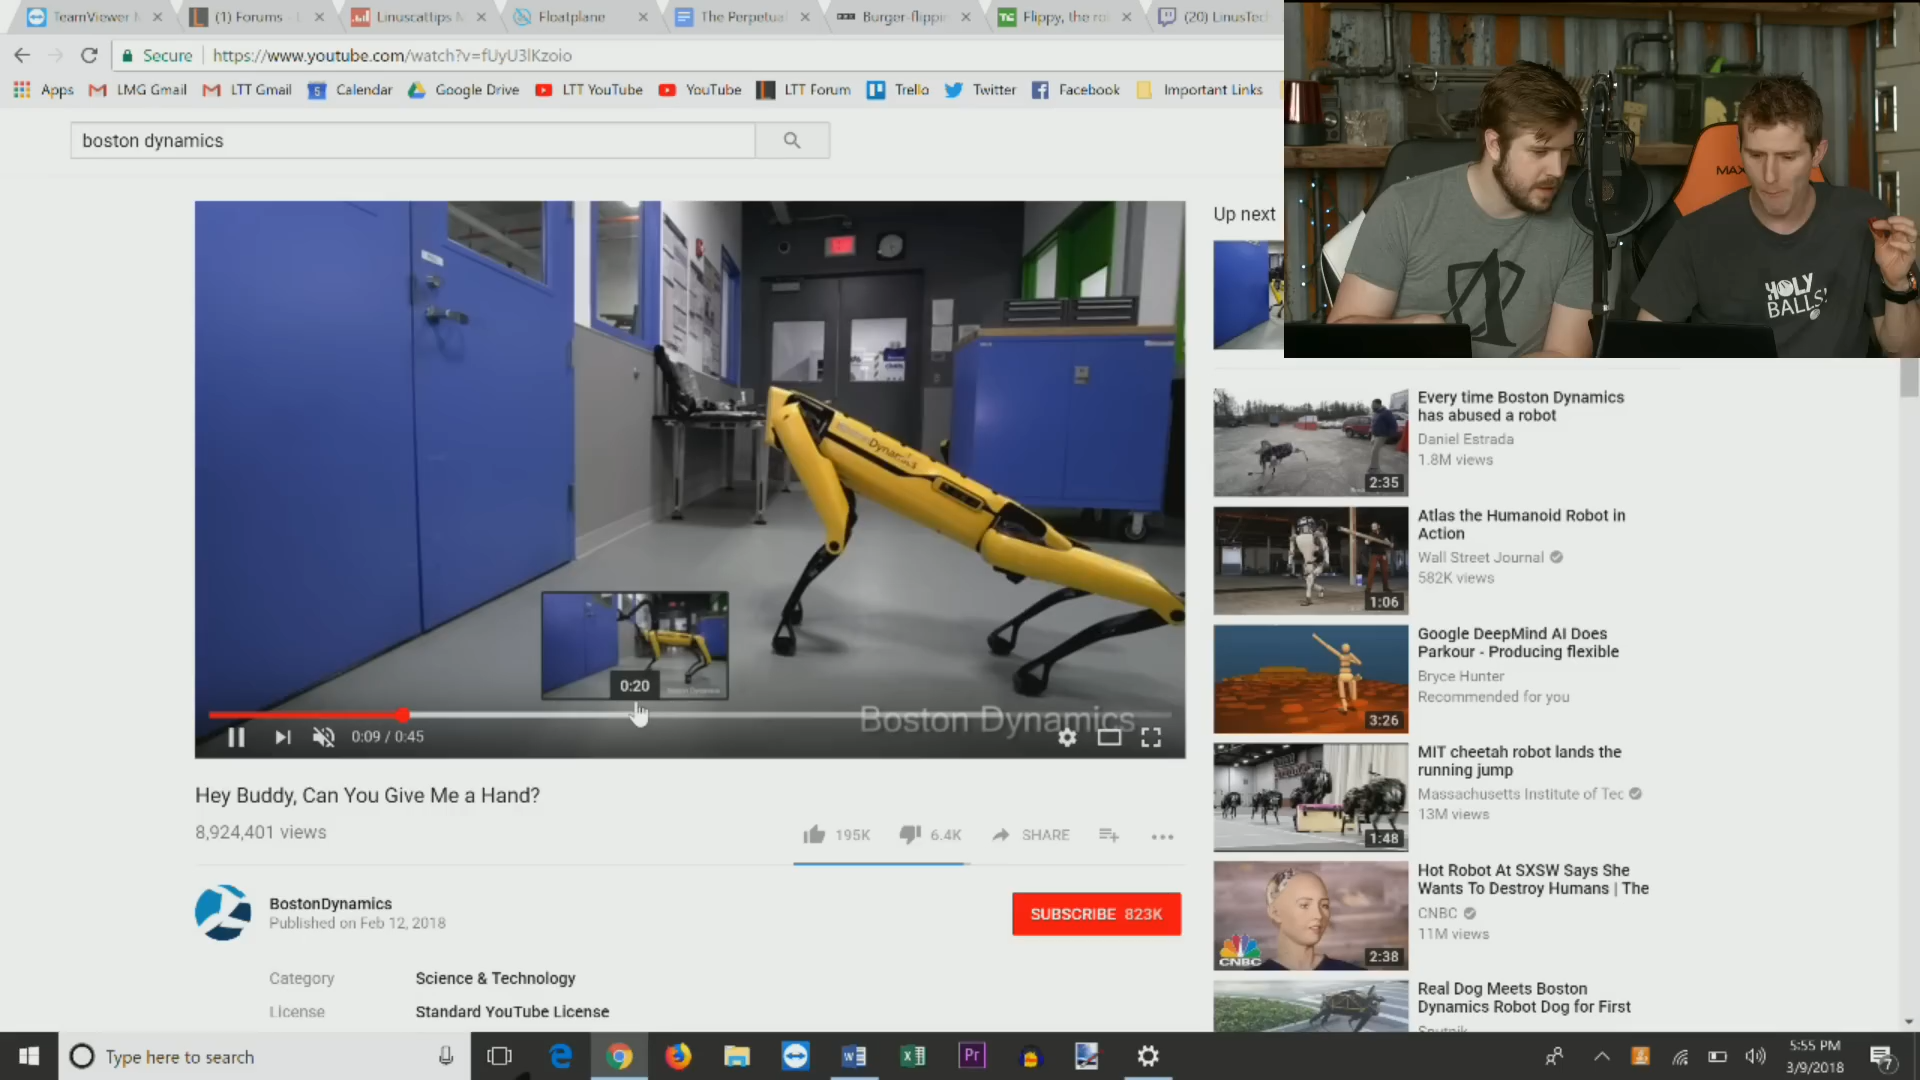 TeamViewer
(1) Forums
Linuscattips
Floatplane
The Perpetual
Burger-flippi
Flippy, the ro
(20) LinusTec
Secure
https://www.youtube.com/watch?v=fUyU3lKzoio
Apps
LMG Gmail
LTT Gmail
Calendar
Google Drive
LTT YouTube
YouTube
LTT Forum
Trello
Twitter
Facebook
Important Links
boston dynamics
MAX
HOLY
BALLS!
Up next
Dynamics
0:20
Boston Dynamics
0:09 / 0:45
Hey Buddy, Can You Give Me a Hand?
8,924,401 views
195K
6.4K
SHARE
BostonDynamics
Published on Feb 12, 2018
SUBSCRIBE 823K
Category
Science & Technology
License
Standard YouTube License
Every time Boston Dynamics
has abused a robot
Daniel Estrada
1.8M views
2:35
Atlas the Humanoid Robot in
Action
Wall Street Journal
582K views
1:06
Google DeepMind AI Does
Parkour - Producing flexible
Bryce Hunter
Recommended for you
3:26
MIT cheetah robot lands the
running jump
Massachusetts Institute of Tec
13M views
1:48
Hot Robot At SXSW Says She
Wants To Destroy Humans | The
CNBC
11M views
CNBC
2:38
Real Dog Meets Boston
Dynamics Robot Dog for First
Sputnik
Type here to search
Pr
5:55 PM
3/9/2018
7